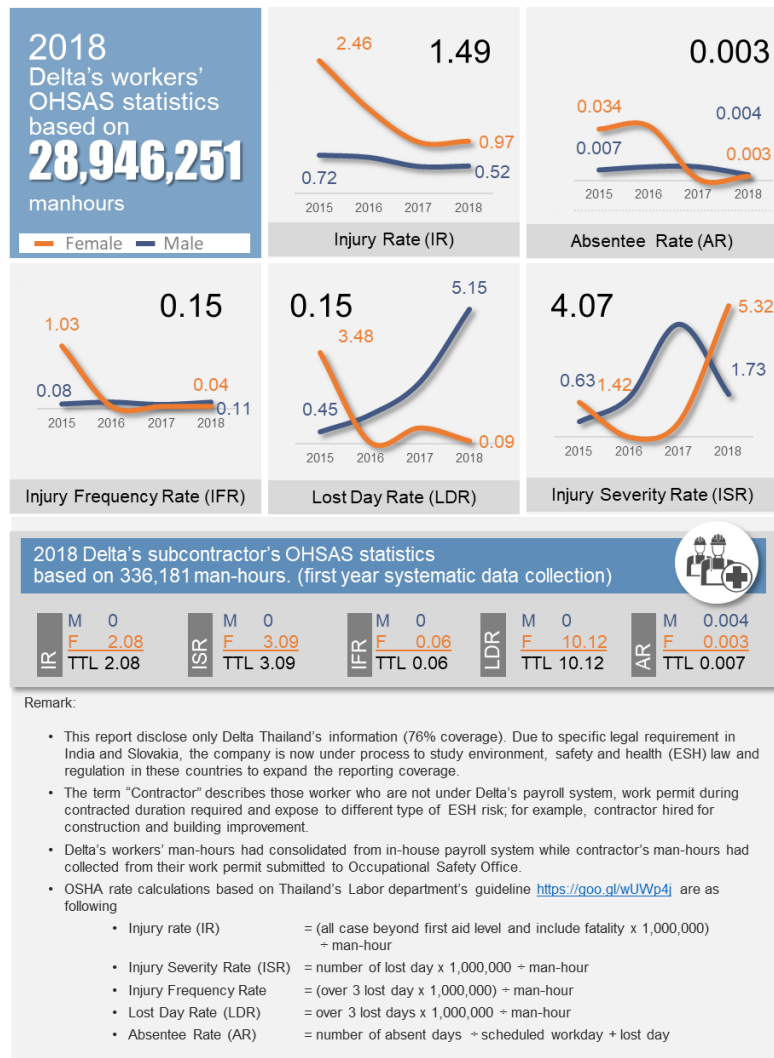 2018
Delta's workers'
OHSAS statistics
based on
28,946,251
manhours
Female Male
2.46
1.49
0.97
0.72
0.52
2015 2016 2017 2018
Injury Rate (IR)
0.003
0.034
0.004
0.007
0.003
2015 2016 2017 2018
Absentee Rate (AR)
0.15
1.03
0.08
0.04
0.11
2015 2016 2017 2018
Injury Frequency Rate (IFR)
0.15
5.15
3.48
0.45
0.09
2015 2016 2017 2018
Lost Day Rate (LDR)
4.07
5.32
0.63
1.42
1.73
2015 2016 2017 2018
Injury Severity Rate (ISR)
2018 Delta's subcontractor's OHSAS statistics
based on 336,181 man-hours. (first year systematic data collection)
IR
M 0
F 2.08
TTL 2.08
ISR
M 0
F 3.09
TTL 3.09
IFR
M 0
F 0.06
TTL 0.06
LDR
M 0
F 10.12
TTL 10.12
AR
M 0.004
F 0.003
TTL 0.007
Remark:
• This report disclose only Delta Thailand's information (76% coverage). Due to specific legal requirement in
India and Slovakia, the company is now under process to study environment, safety and health (ESH) law and
regulation in these countries to expand the reporting coverage.
• The term "Contractor" describes those worker who are not under Delta's payroll system, work permit during
contracted duration required and expose to different type of ESH risk; for example, contractor hired for
construction and building improvement.
• Delta's workers' man-hours had consolidated from in-house payroll system while contractor's man-hours had
collected from their work permit submitted to Occupational Safety Office.
• OSHA rate calculations based on Thailand's Labor department's guideline https://goo.gl/wUWp4j are as
following
• Injury rate (IR) = (all case beyond first aid level and include fatality x 1,000,000)
÷ man-hour
• Injury Severity Rate (ISR) = number of lost day x 1,000,000 ÷ man-hour
• Injury Frequency Rate = (over 3 lost day x 1,000,000) ÷ man-hour
• Lost Day Rate (LDR) = over 3 lost days x 1,000,000 ÷ man-hour
• Absentee Rate (AR) = number of absent days ÷ scheduled workday + lost day